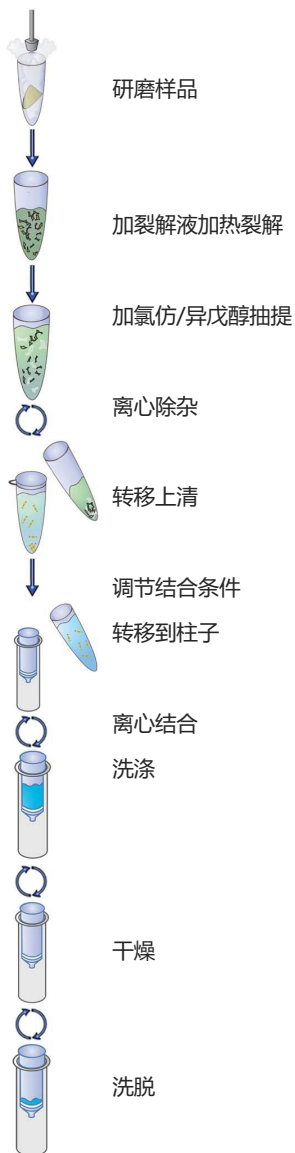 研磨样品
加裂解液加热裂解
加氯仿/异戊醇抽提
离心除杂
转移上清
调节结合条件
转移到柱子
离心结合
洗涤
干燥
洗脱